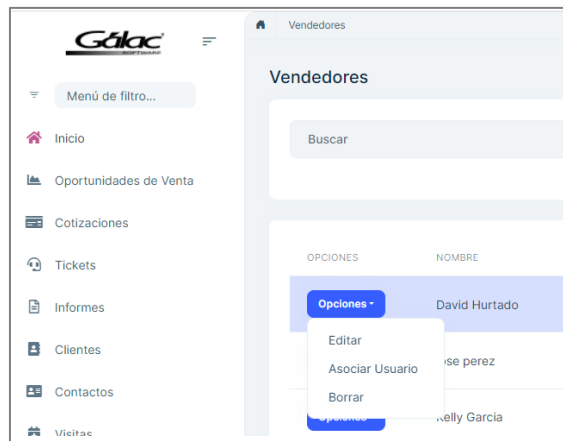 Gálac
SOFTWARE
Vendedores
Menú de filtro...
Inicio
Oportunidades de Venta
Cotizaciones
Tickets
Informes
Clientes
Contactos
Visitas
Vendedores
Buscar
OPCIONES NOMBRE
Opciones David Hurtado
Editar
Asociar Usuario
Borrar
perez
Opciones Kelly Garcia